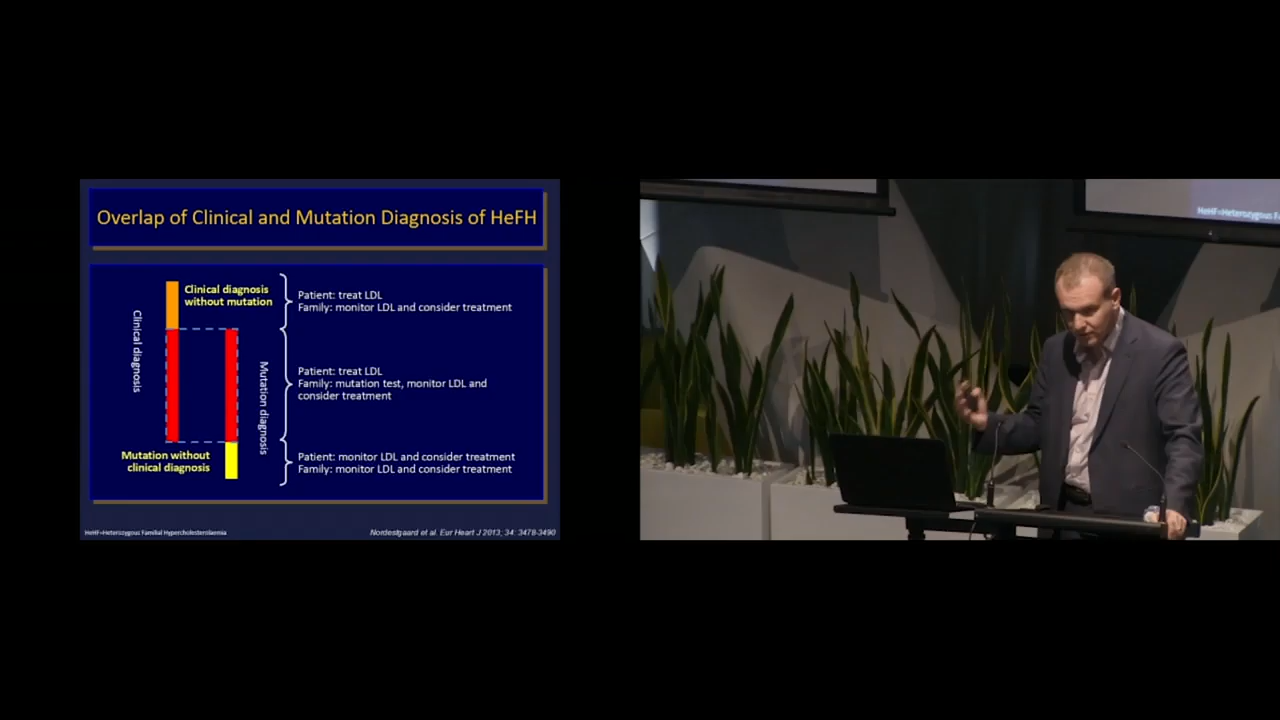 Overlap of Clinical and Mutation Diagnosis of HeFH
Clinical diagnosis
without mutation
Clinical diagnosis
Mutation diagnosis
Mutation without
clinical diagnosis
Patient: treat LDL
Family: monitor LDL and consider treatment
Patient: treat LDL
Family: mutation test, monitor LDL and
consider treatment
Patient: monitor LDL and consider treatment
Family: monitor LDL and consider treatment
HeHF=Heterozygous Familial Hypercholesterolaemia
Nordestgaard et al. Eur Heart J 2013; 34: 3478-3490
HeHF=Heterozygous Fa